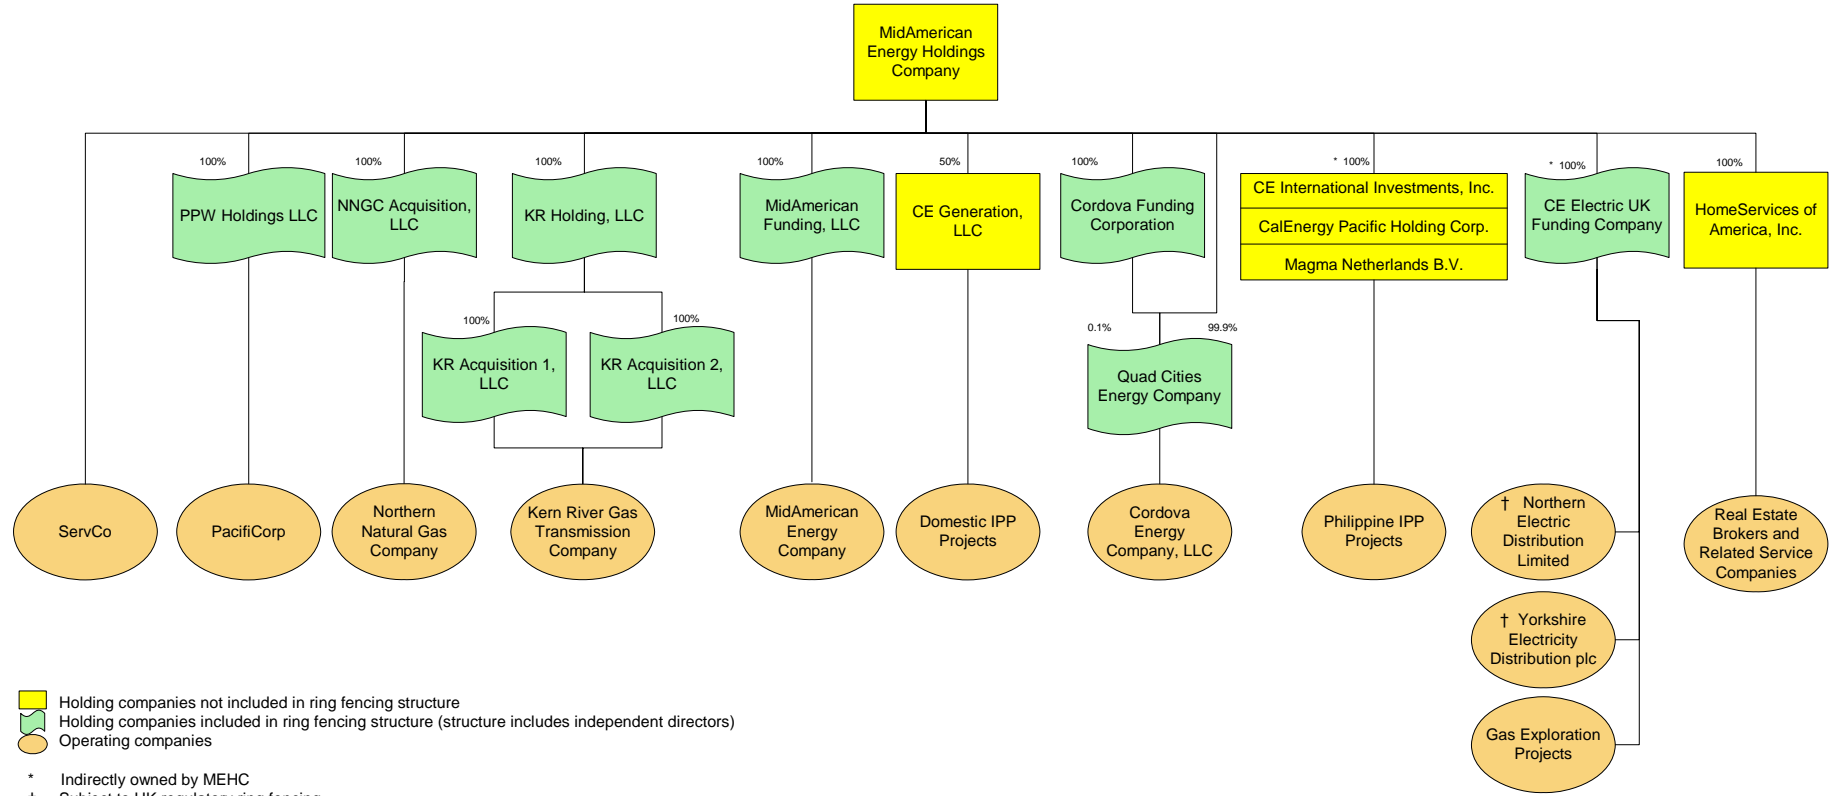 MidAmerican
Energy Holdings
Company
100%
100%
100%
100%
50%
100%
* 100%
* 100%
100%
PPW Holdings LLC
NNGC Acquisition,
LLC
KR Holding, LLC
MidAmerican
Funding, LLC
CE Generation,
LLC
Cordova Funding
Corporation
CE International Investments, Inc.
CalEnergy Pacific Holding Corp.
Magma Netherlands B.V.
CE Electric UK
Funding Company
HomeServices of
America, Inc.
100%
100%
0.1%
99.9%
KR Acquisition 1,
LLC
KR Acquisition 2,
LLC
Quad Cities
Energy Company
ServCo
PacifiCorp
Northern
Natural Gas
Company
Kern River Gas
Transmission
Company
MidAmerican
Energy
Company
Domestic IPP
Projects
Cordova
Energy
Company, LLC
Philippine IPP
Projects
† Northern
Electric
Distribution
Limited
Real Estate
Brokers and
Related Service
Companies
† Yorkshire
Electricity
Distribution plc
Gas Exploration
Projects
Holding companies not included in ring fencing structure
Holding companies included in ring fencing structure (structure includes independent directors)
Operating companies
* Indirectly owned by MEHC
† Subject to UK regulatory ring fencing